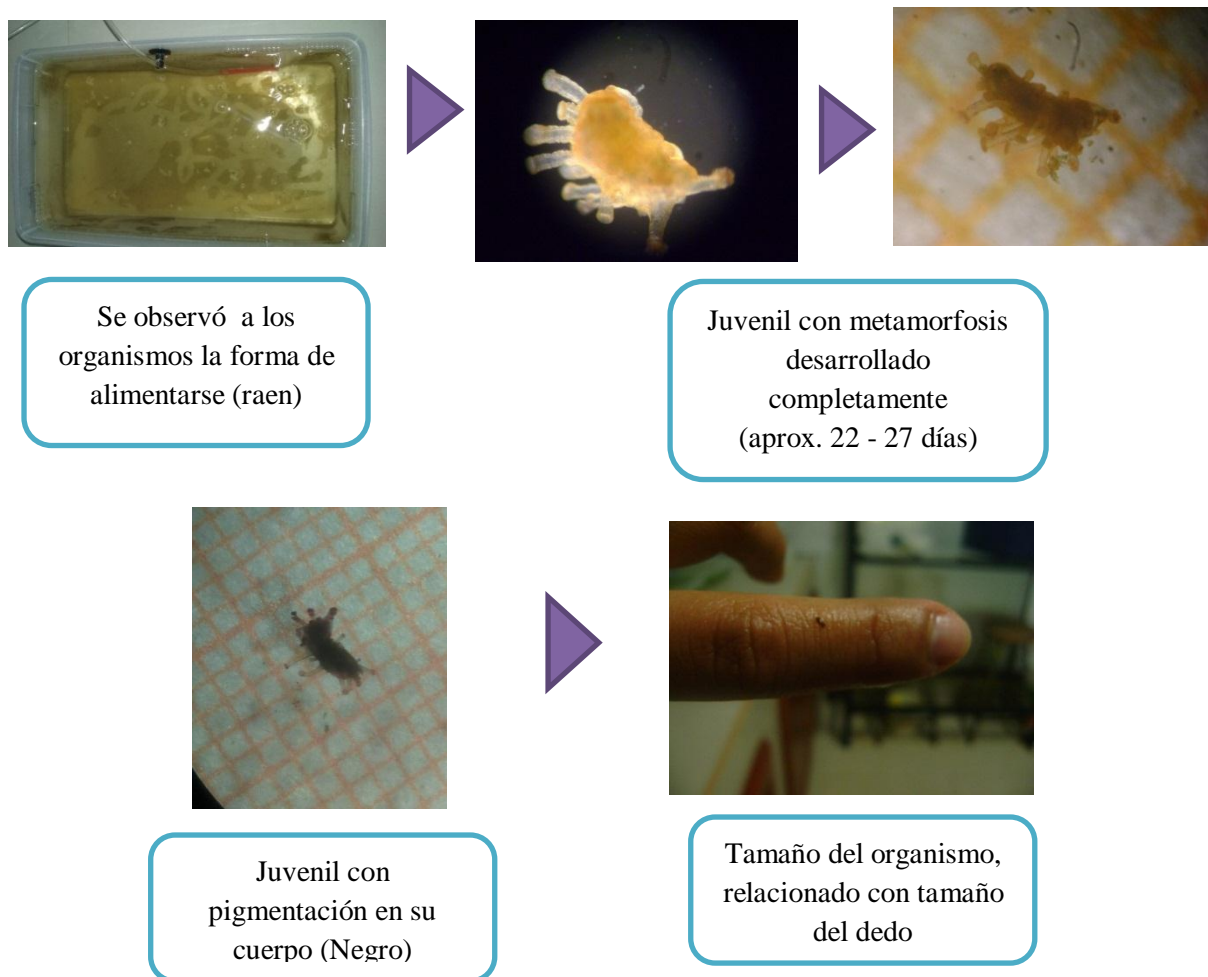 Se observó a los
organismos la forma de
alimentarse (raen)
Juvenil con metamorfosis
desarrollado
completamente
(aprox. 22 - 27 días)
Juvenil con
pigmentación en su
cuerpo (Negro)
Tamaño del organismo,
relacionado con tamaño
del dedo